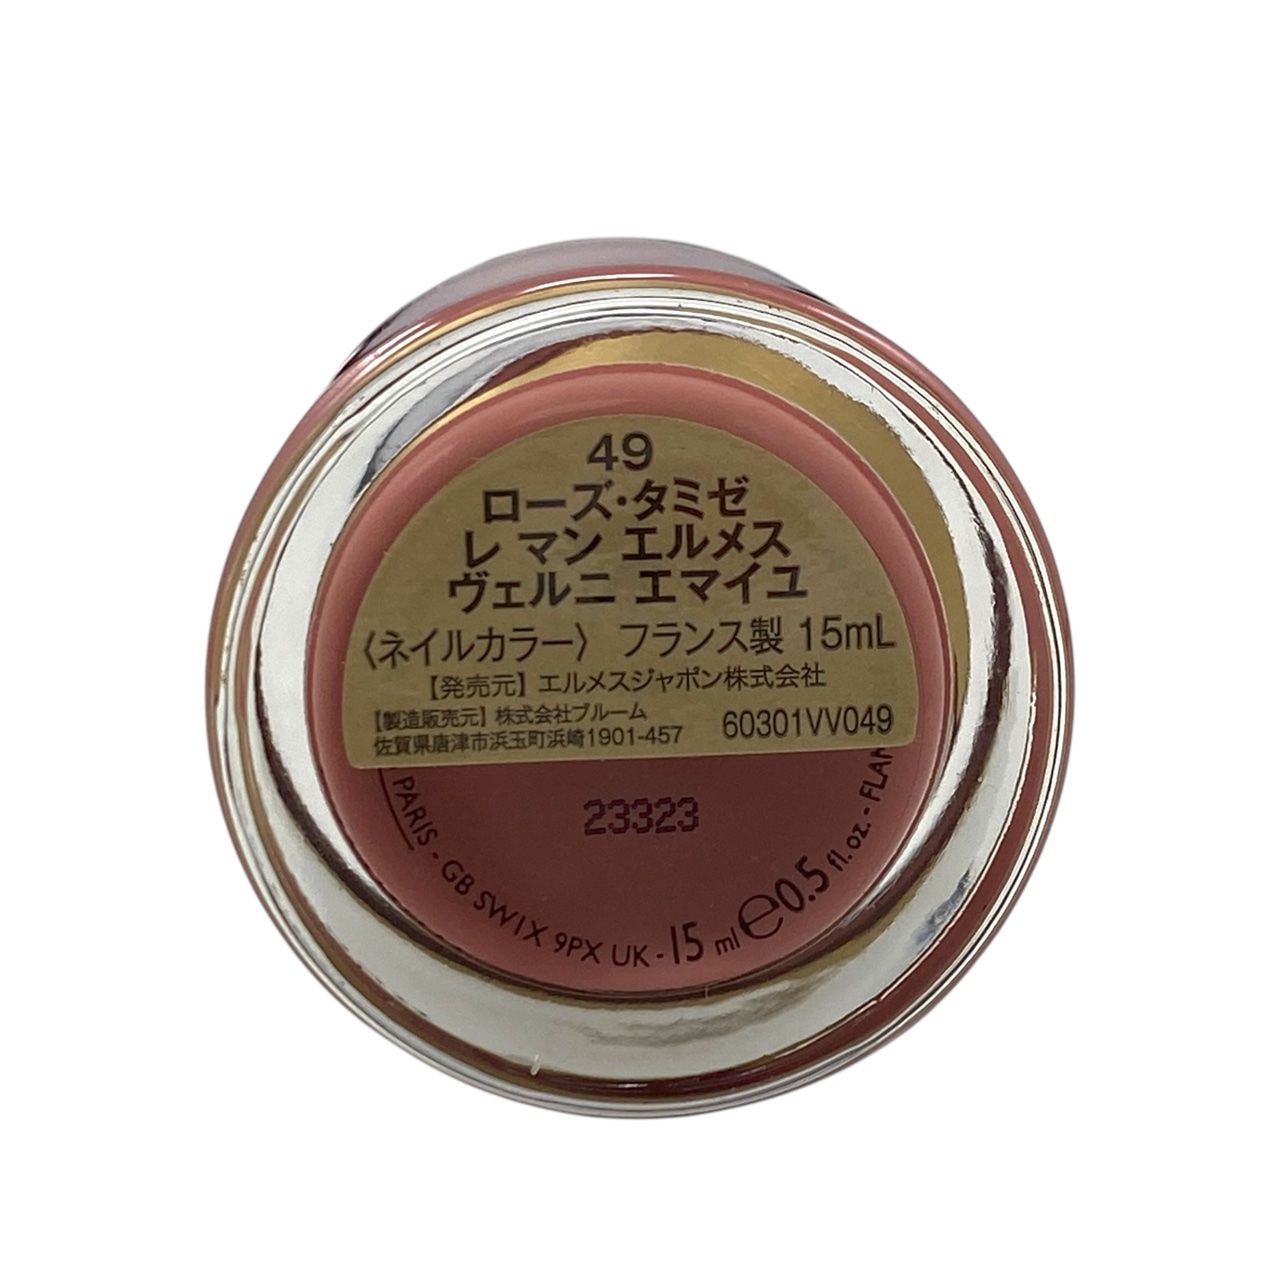 49
ローズ・タミゼ
レ マン エルメス
ヴェルニ エマイユ
〈ネイルカラー〉 フランス製 15mL
【発売元】エルメスジャポン株式会社
【製造販売元】株式会社ブルーム
佐賀県唐津市浜玉町浜崎1901-457 60301VV049
23323
PARIS - GB SW1X 9PX UK - 15 ml ℮ 0.5 fl. oz. -